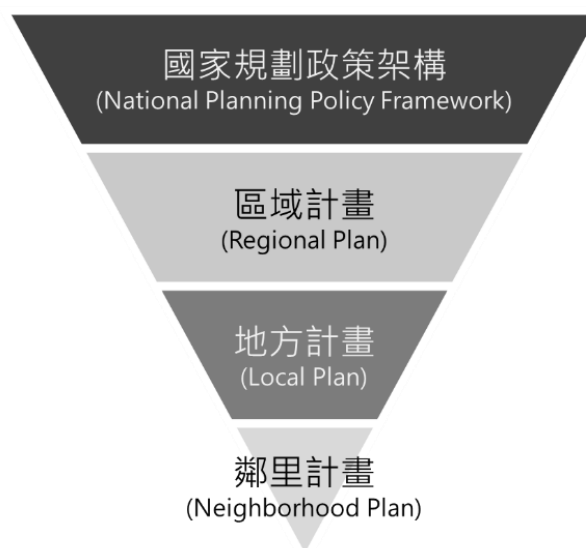 國家規劃政策架構
(National Planning Policy Framework)
區域計畫
(Regional Plan)
地方計畫
(Local Plan)
鄰里計畫
(Neighborhood Plan)